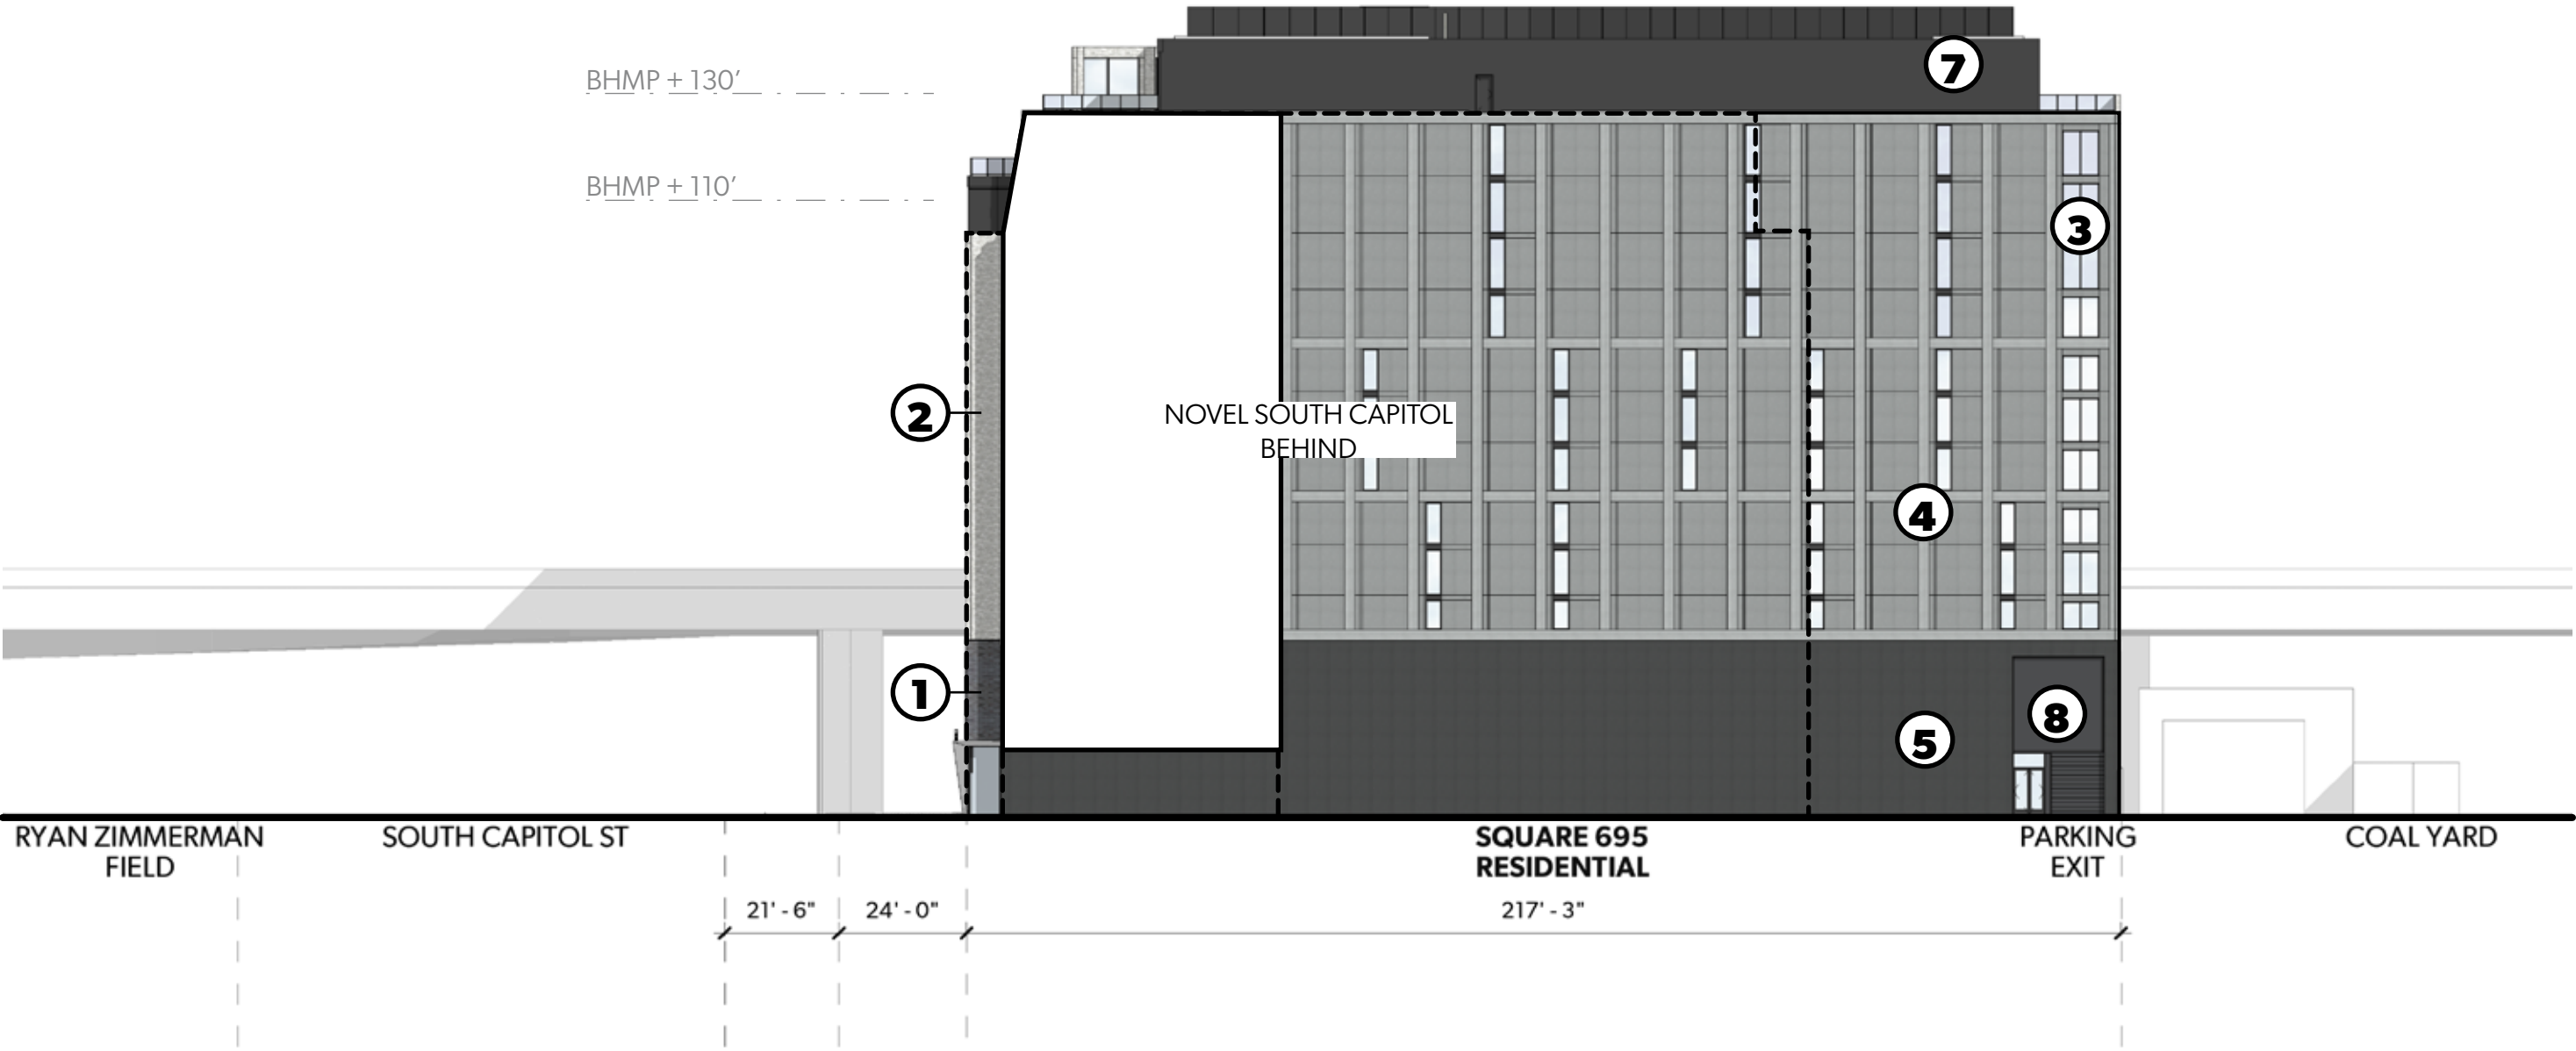 BHMP + 130’
BHMP + 110’
7
3
2
NOVEL SOUTH CAPITOL
BEHIND
4
1
8
5
RYAN ZIMMERMAN
FIELD
SOUTH CAPITOL ST
SQUARE 695
RESIDENTIAL
PARKING
EXIT
COAL YARD
21' - 6"
24' - 0"
217' - 3"